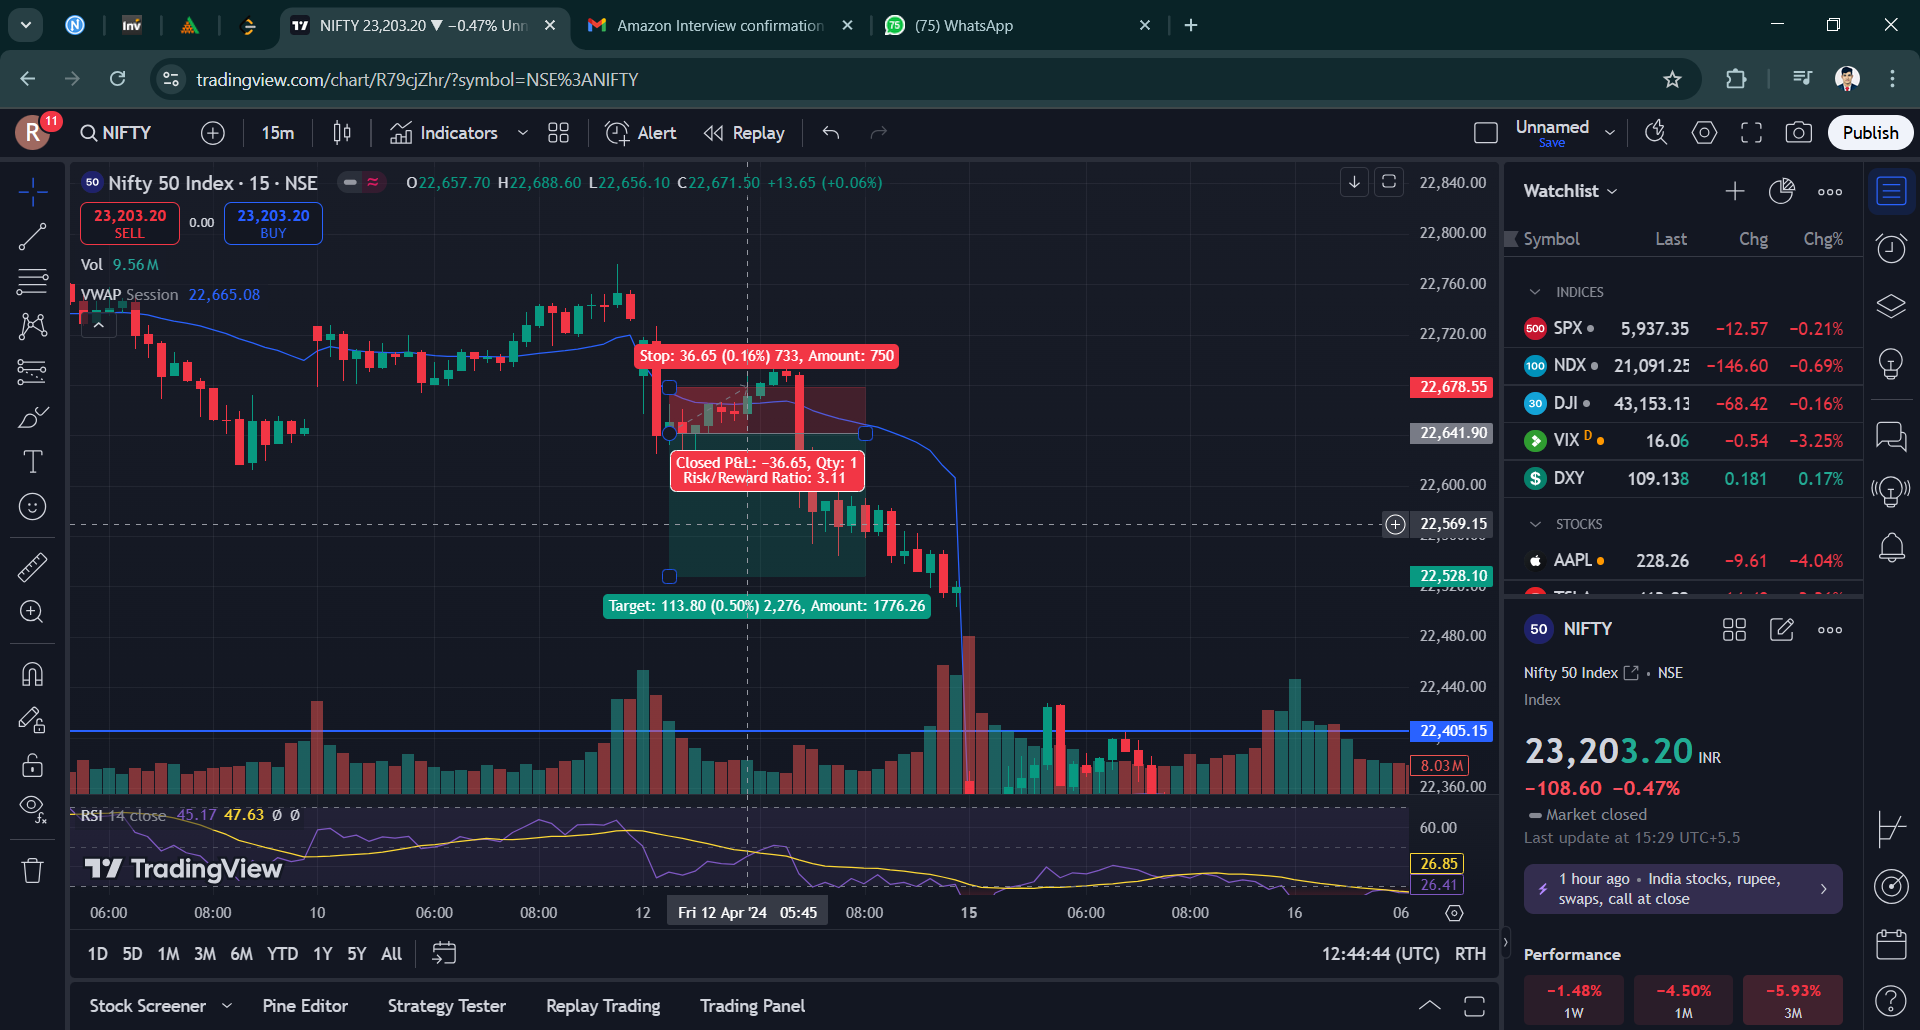 NIFTY 23,203.20 ▼ −0.47% Unn
Amazon Interview confirmation
(75) WhatsApp
tradingview.com/chart/R79cjZhr/?symbol=NSE%3ANIFTY
R
11
NIFTY
15m
Indicators
Alert
Replay
Unnamed
Save
Publish
50 Nifty 50 Index · 15 · NSE
O22,657.70 H22,688.60 L22,656.10 C22,671.50 +13.65 (+0.06%)
23,203.20
SELL
0.00
23,203.20
BUY
Vol 9.56M
VWAP Session 22,665.08
Stop: 36.65 (0.16%) 733, Amount: 750
Closed P&L: −36.65, Qty: 1
Risk/Reward Ratio: 3.11
Target: 113.80 (0.50%) 2,276, Amount: 1776.26
22,840.00
22,800.00
22,760.00
22,720.00
22,678.55
22,641.90
22,600.00
22,569.15
22,528.10
22,480.00
22,440.00
22,405.15
8.03M
22,360.00
RSI 14 close 45.17 47.63 Ø Ø
60.00
26.85
26.41
TradingView
06:00
08:00
10
06:00
08:00
12
Fri 12 Apr '24 05:45
08:00
15
06:00
08:00
16
06
1D 5D 1M 3M 6M YTD 1Y 5Y All
12:44:44 (UTC) RTH
Stock Screener
Pine Editor
Strategy Tester
Replay Trading
Trading Panel
Watchlist
Symbol Last Chg Chg%
INDICES
500 SPX 5,937.35 −12.57 −0.21%
100 NDX 21,091.25 −146.60 −0.69%
30 DJI 43,153.13 −68.42 −0.16%
VIX D 16.06 −0.54 −3.25%
$ DXY 109.138 0.181 0.17%
STOCKS
AAPL 228.26 −9.61 −4.04%
50 NIFTY
Nifty 50 Index • NSE
Index
23,203.20 INR
−108.60 −0.47%
Market closed
Last update at 15:29 UTC+5.5
1 hour ago • India stocks, rupee,
swaps, call at close
Performance
−1.48%
1W
−4.50%
1M
−5.93%
3M